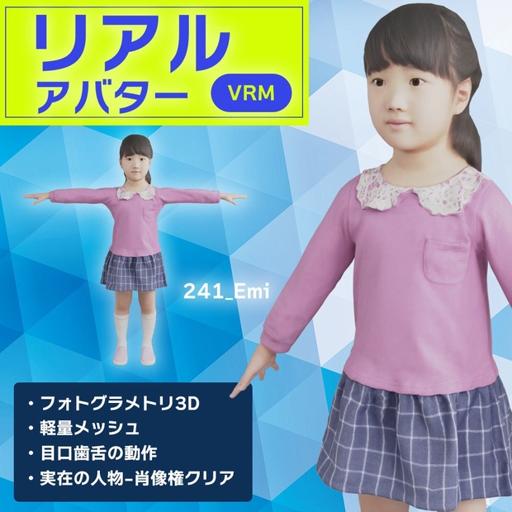 リアル
アバター
VRM
241_Emi
・フォトグラメトリ3D
・軽量メッシュ
・目口歯舌の動作
・実在の人物-肖像権クリア